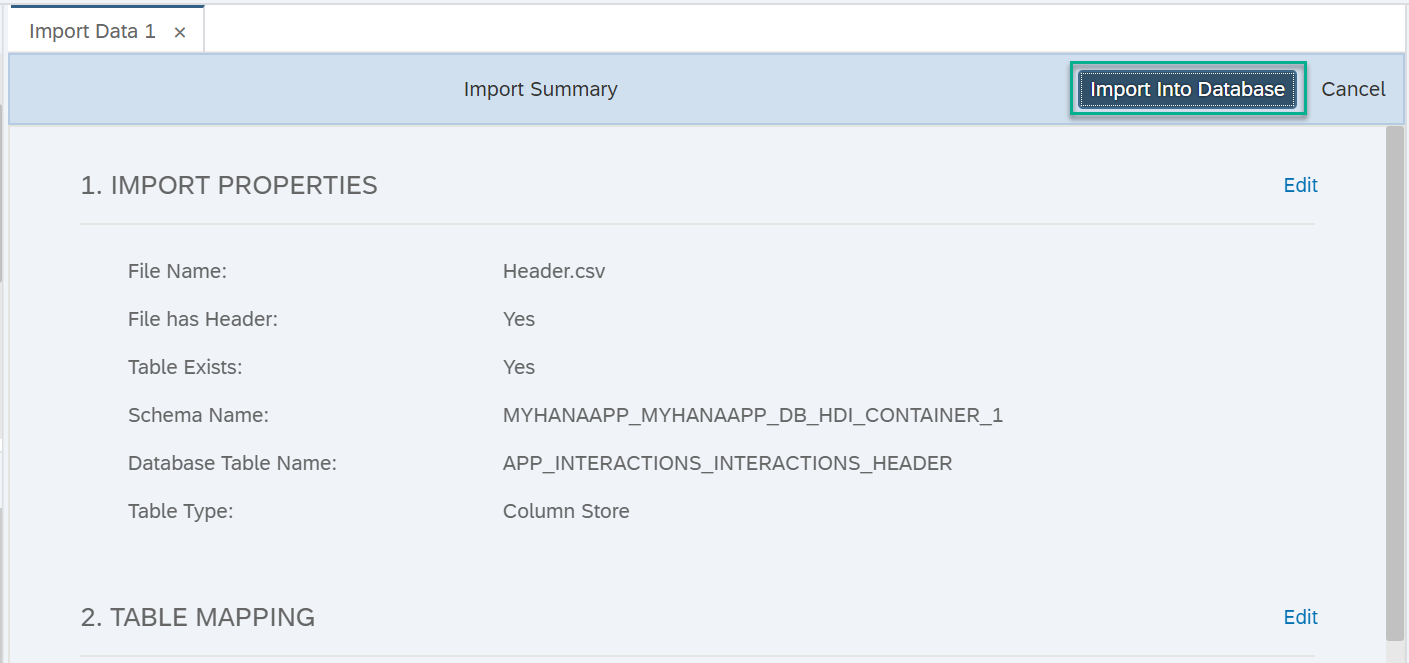 Import Data 1 ×
Import Summary Import Into Database Cancel
1. IMPORT PROPERTIES Edit
File Name: Header.csv
File has Header: Yes
Table Exists: Yes
Schema Name: MYHANAAPP_MYHANAAPP_DB_HDI_CONTAINER_1
Database Table Name: APP_INTERACTIONS_INTERACTIONS_HEADER
Table Type: Column Store
2. TABLE MAPPING Edit